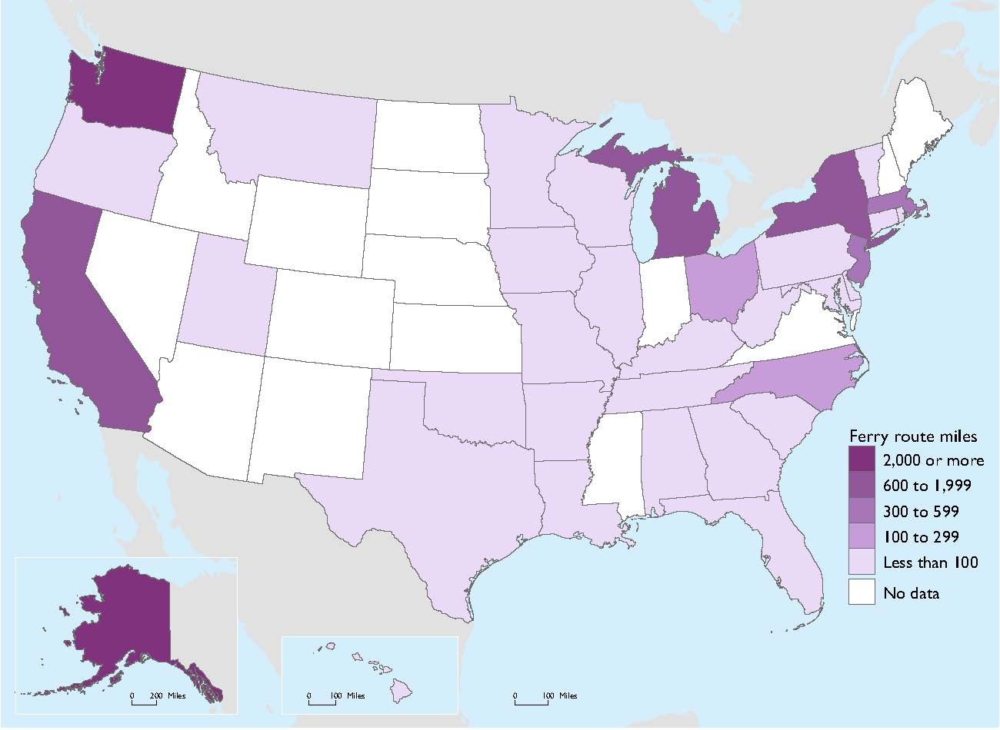 Ferry route miles
2,000 or more
600 to 1,999
300 to 599
100 to 299
Less than 100
No data
0 200 Miles
0 100 Miles
0 100 Miles